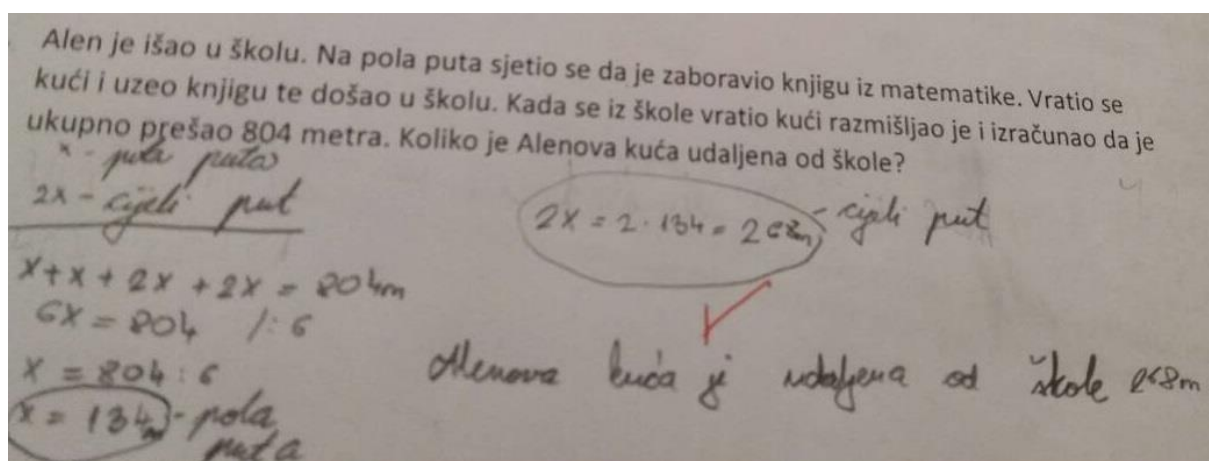 Alen je išao u školu. Na pola puta sjetio se da je zaboravio knjigu iz matematike. Vratio se
kući i uzeo knjigu te došao u školu. Kada se iz škole vratio kući razmišljao je i izračunao da je
ukupno prešao 804 metra. Koliko je Alenova kuća udaljena od škole?
x - pola puta
2x - cijeli put
x + x + 2x + 2x = 804m
6x = 804 /: 6
x = 804 : 6
x = 134m - pola
puta
2x = 2 · 134 = 268m - cijeli put
Alenova kuća je udaljena od škole 268m